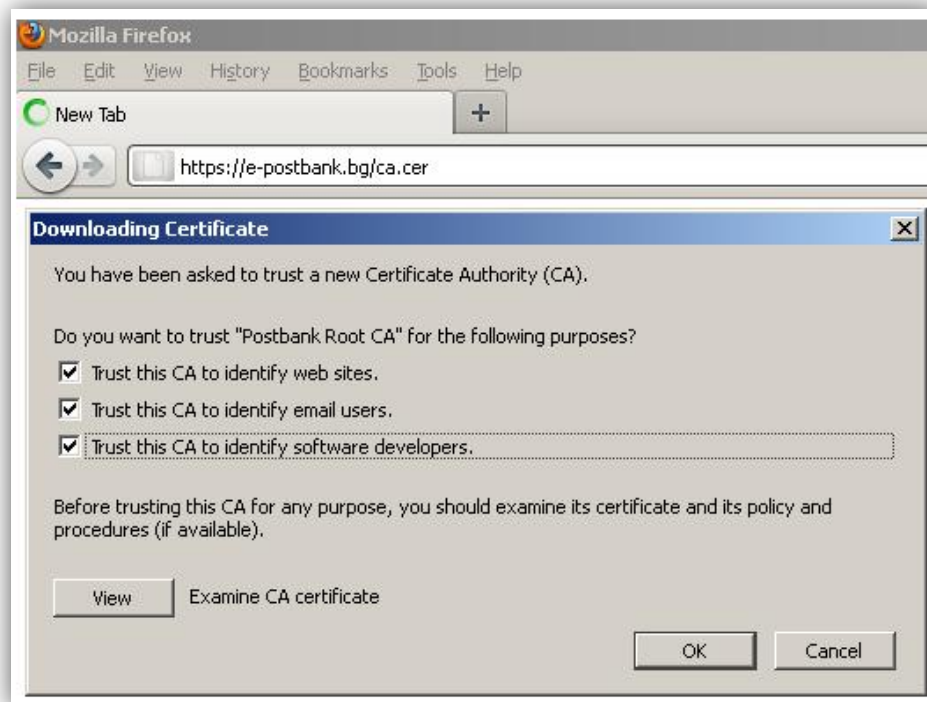 Mozilla Firefox
File Edit View History Bookmarks Tools Help
New Tab
https://e-postbank.bg/ca.cer
Downloading Certificate
You have been asked to trust a new Certificate Authority (CA).
Do you want to trust "Postbank Root CA" for the following purposes?
Trust this CA to identify web sites.
Trust this CA to identify email users.
Trust this CA to identify software developers.
Before trusting this CA for any purpose, you should examine its certificate and its policy and
procedures (if available).
View Examine CA certificate
OK Cancel